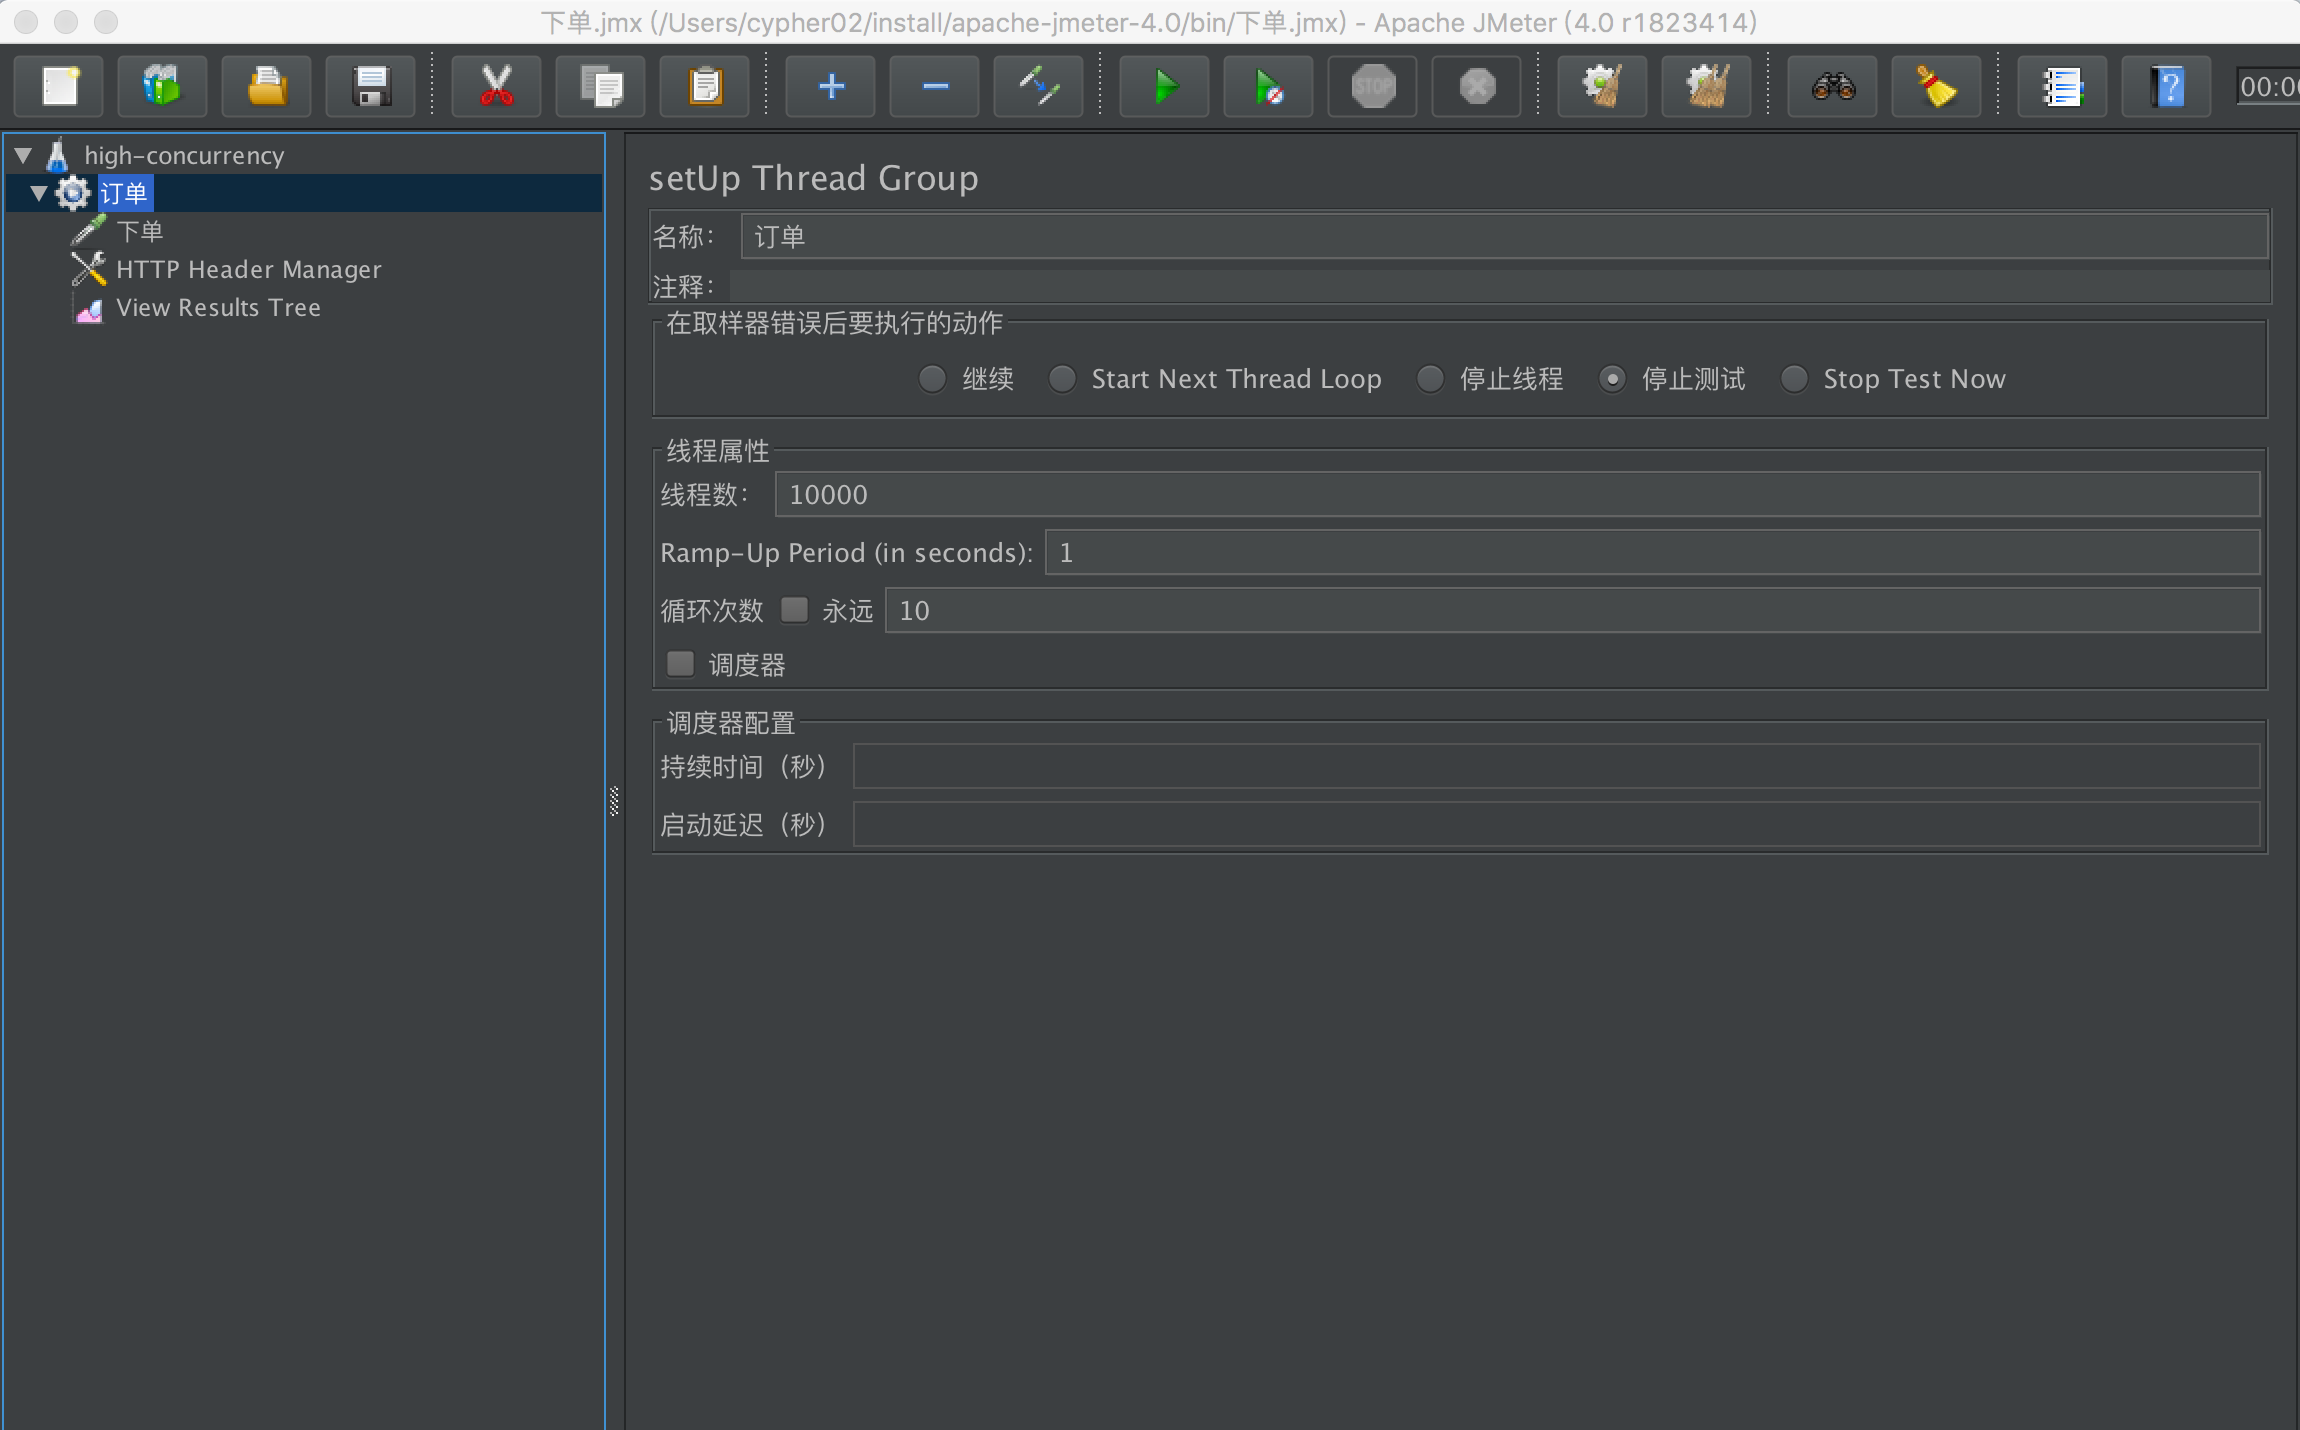 下单.jmx (/Users/cypher02/install/apache-jmeter-4.0/bin/下单.jmx) - Apache JMeter (4.0 r1823414)
STOP
00:0
high-concurrency
订单
下单
HTTP Header Manager
View Results Tree
setUp Thread Group
名称： 订单
注释：
在取样器错误后要执行的动作
继续 Start Next Thread Loop 停止线程 停止测试 Stop Test Now
线程属性
线程数： 10000
Ramp-Up Period (in seconds): 1
循环次数 永远 10
调度器
调度器配置
持续时间（秒）
启动延迟（秒）